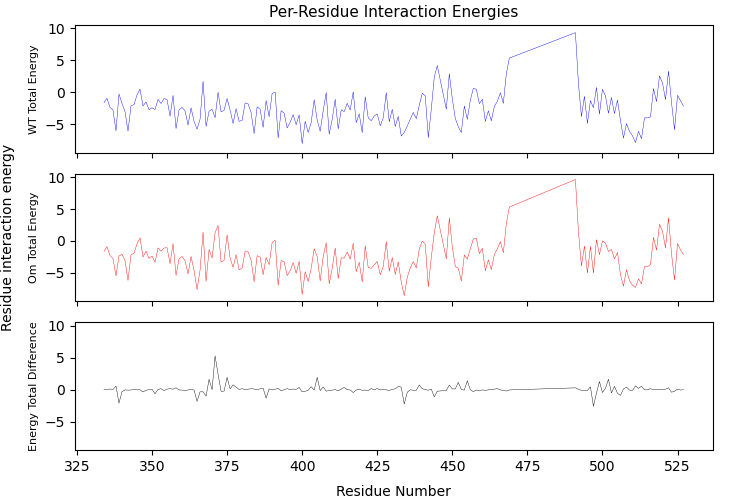 Per-Residue Interaction Energies
Residue interaction energy
WT Total Energy
10
5
0
−5
Om Total Energy
10
5
0
−5
Energy Total Difference
10
5
0
−5
325 350 375 400 425 450 475 500 525
Residue Number